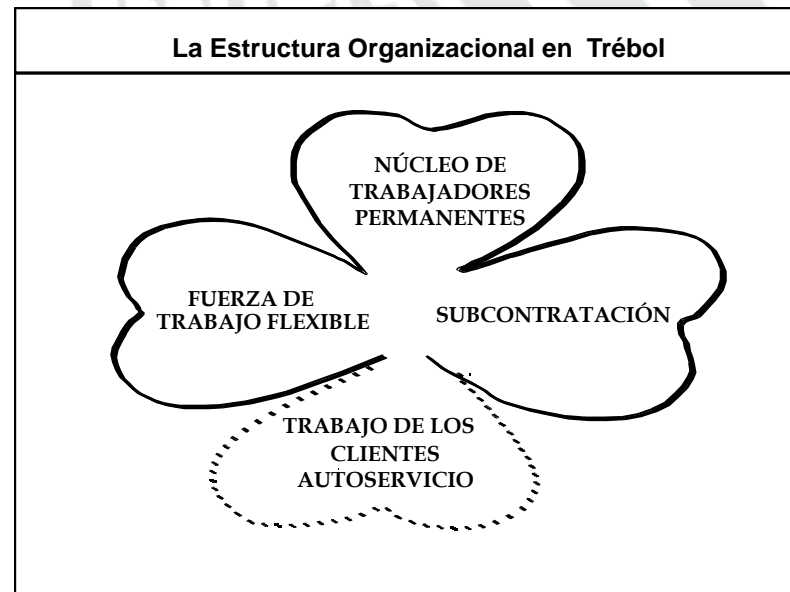 La Estructura Organizacional en Trébol
NÚCLEO DE
TRABAJADORES
PERMANENTES
FUERZA DE
TRABAJO FLEXIBLE
SUBCONTRATACIÓN
TRABAJO DE LOS
CLIENTES
AUTOSERVICIO